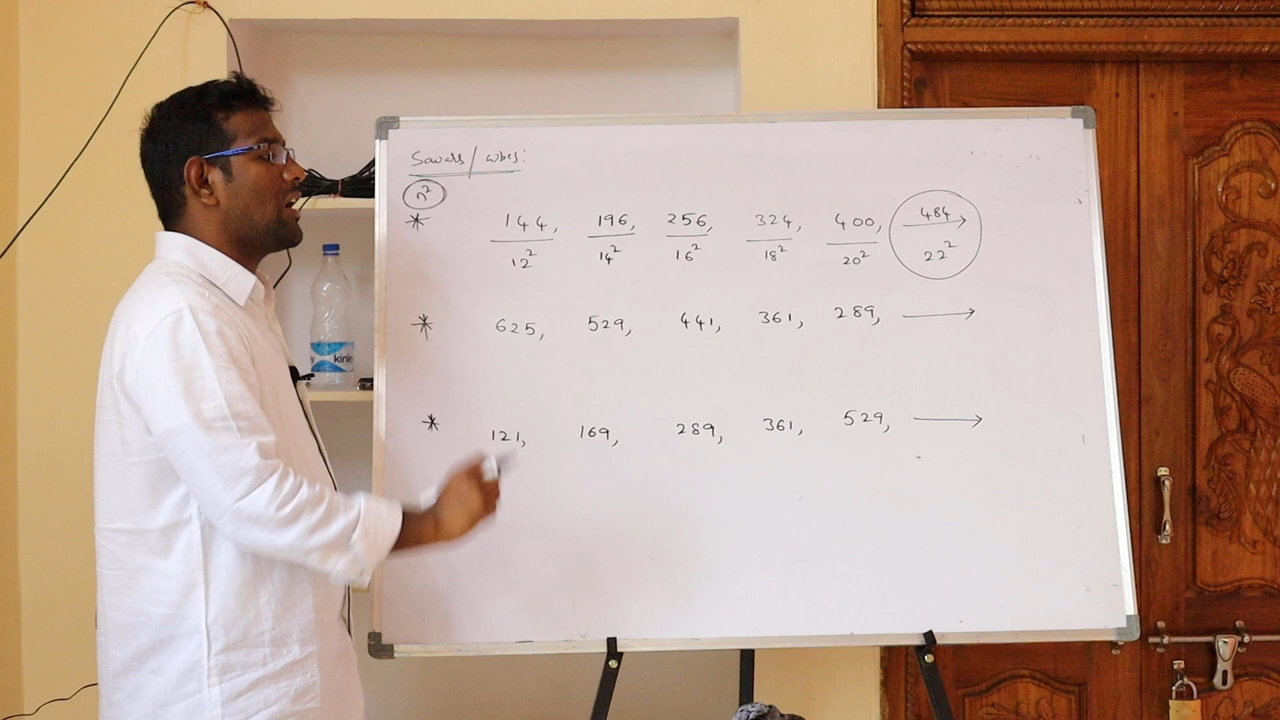 Squares / cubes:
n²
* 144, 196, 256, 324, 400, 484
12² 14² 16² 18² 20² 22²
* 625, 529, 441, 361, 289, →
* 121, 169, 289, 361, 529, →
kinle